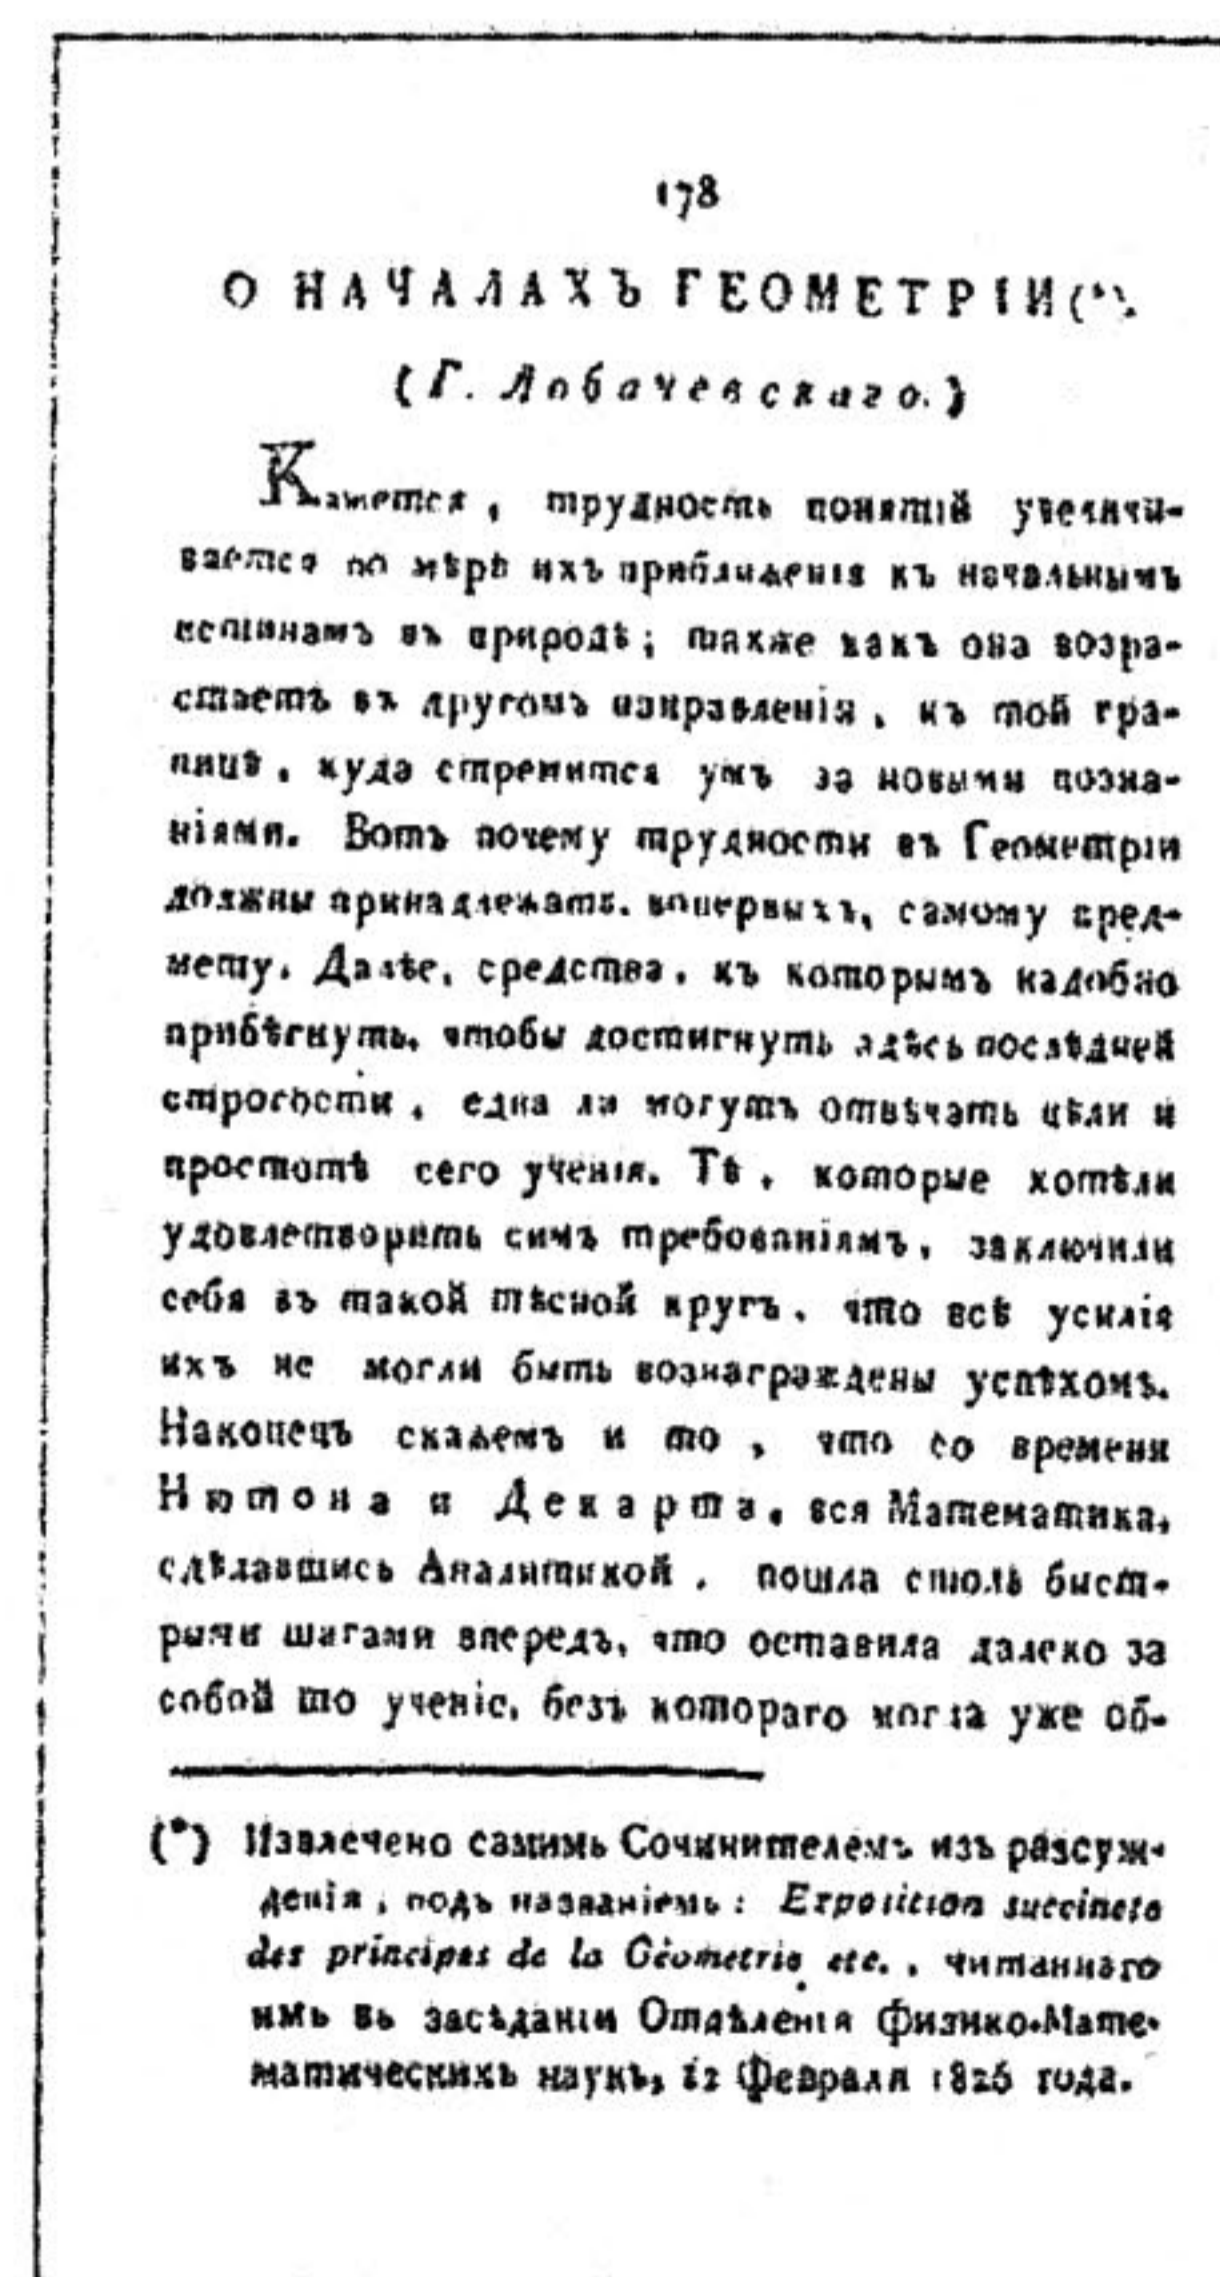 178
О НАЧАЛАХЪ ГЕОМЕТРІИ (*).
(Г. Лобачевскаго.)
Кажется, трудность понятій увеличи-
вается по мѣрѣ ихъ приближенія къ начальнымъ
истинамъ въ природѣ; также какъ она возра-
стаетъ въ другомъ направленіи, къ той гра-
ницѣ, куда стремится умъ за новыми позна-
ніями. Вотъ почему трудности въ Геометріи
должны принадлежать, вопервыхъ, самому пред-
мету. Далѣе, средства, къ которымъ надобно
прибѣгнуть, чтобы достигнуть здѣсь послѣдней
строгости, едва ли могутъ отвѣчать цѣли и
простотѣ сего ученія. Тѣ, которые хотѣли
удовлетворить симъ требованіямъ, заключили
себя въ такой тѣсной кругъ, что всѣ усилія
ихъ не могли быть вознаграждены успѣхомъ.
Наконецъ скажемъ и то, что со времени
Нютона и Декарта, вся Математика,
сдѣлавшись Аналитикой, пошла столь быст-
рыми шагами впередъ, что оставила далеко за
собой то ученіе, безъ котораго могла уже об-
(*) Извлечено самимъ Сочинителемъ изъ разсуж-
денія, подъ названіемъ: Exposition succincte
des principes de la Géometrie etc., читаннаго
имъ въ засѣданіи Отдѣленія Физико-Мате-
матическихъ наукъ, 12 Февраля 1826 года.